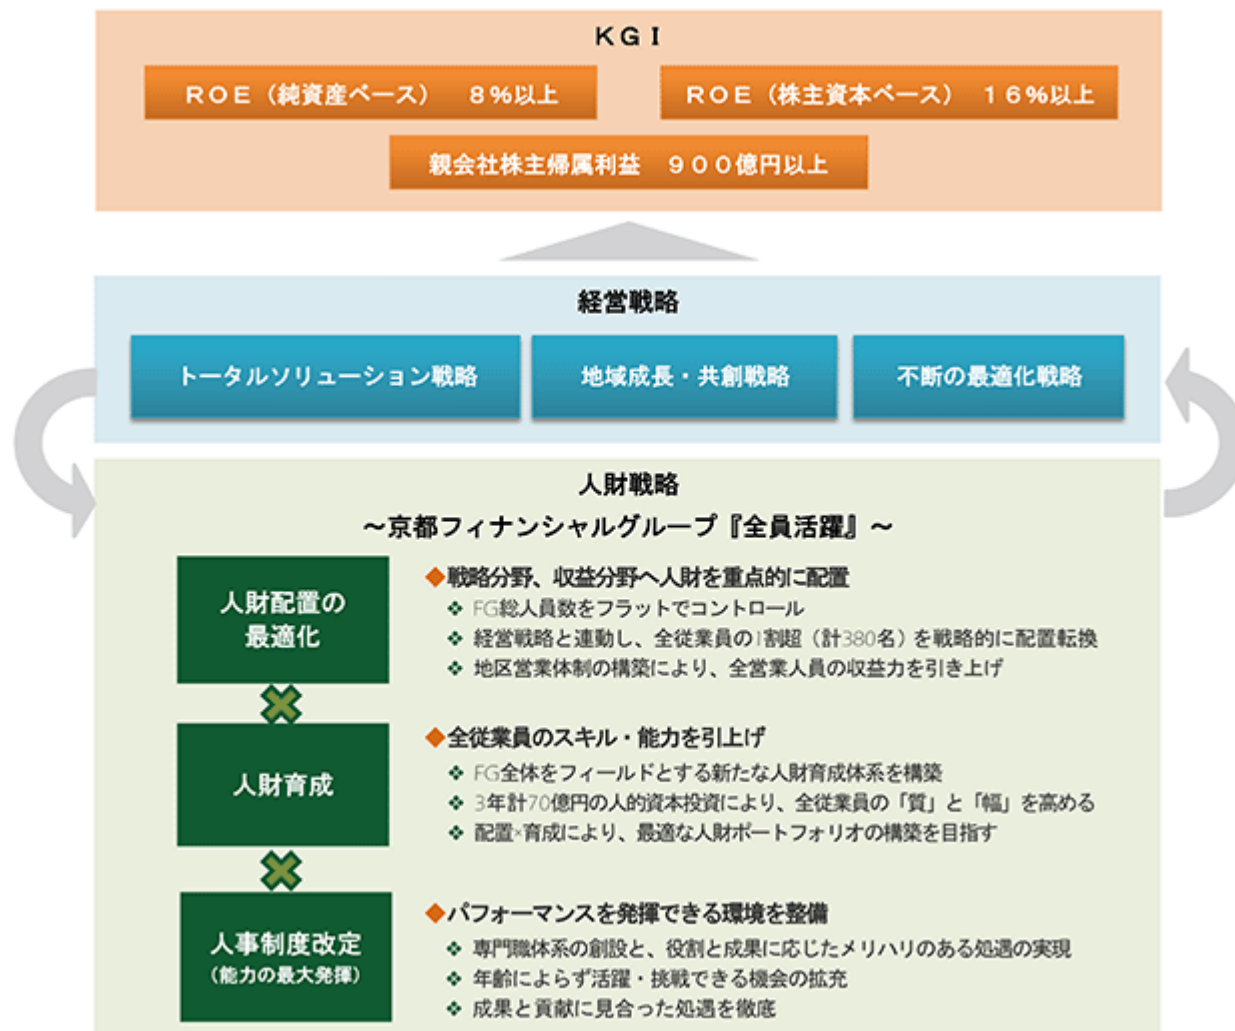 ＫＧＩ
ＲＯＥ（純資産ベース）　８％以上
ＲＯＥ（株主資本ベース）　１６％以上
親会社株主帰属利益　９００億円以上
経営戦略
トータルソリューション戦略
地域成長・共創戦略
不断の最適化戦略
人財戦略
～京都フィナンシャルグループ『全員活躍』～
人財配置の
最適化
◆戦略分野、収益分野へ人財を重点的に配置
❖ FG総人員数をフラットでコントロール
❖ 経営戦略と連動し、全従業員の1割超（計380名）を戦略的に配置転換
❖ 地区営業体制の構築により、全営業人員の収益力を引き上げ
人財育成
◆全従業員のスキル・能力を引上げ
❖ FG全体をフィールドとする新たな人財育成体系を構築
❖ 3年計70億円の人的資本投資により、全従業員の「質」と「幅」を高める
❖ 配置×育成により、最適な人財ポートフォリオの構築を目指す
人事制度改定
（能力の最大発揮）
◆パフォーマンスを発揮できる環境を整備
❖ 専門職体系の創設と、役割と成果に応じたメリハリのある処遇の実現
❖ 年齢によらず活躍・挑戦できる機会の拡充
❖ 成果と貢献に見合った処遇を徹底